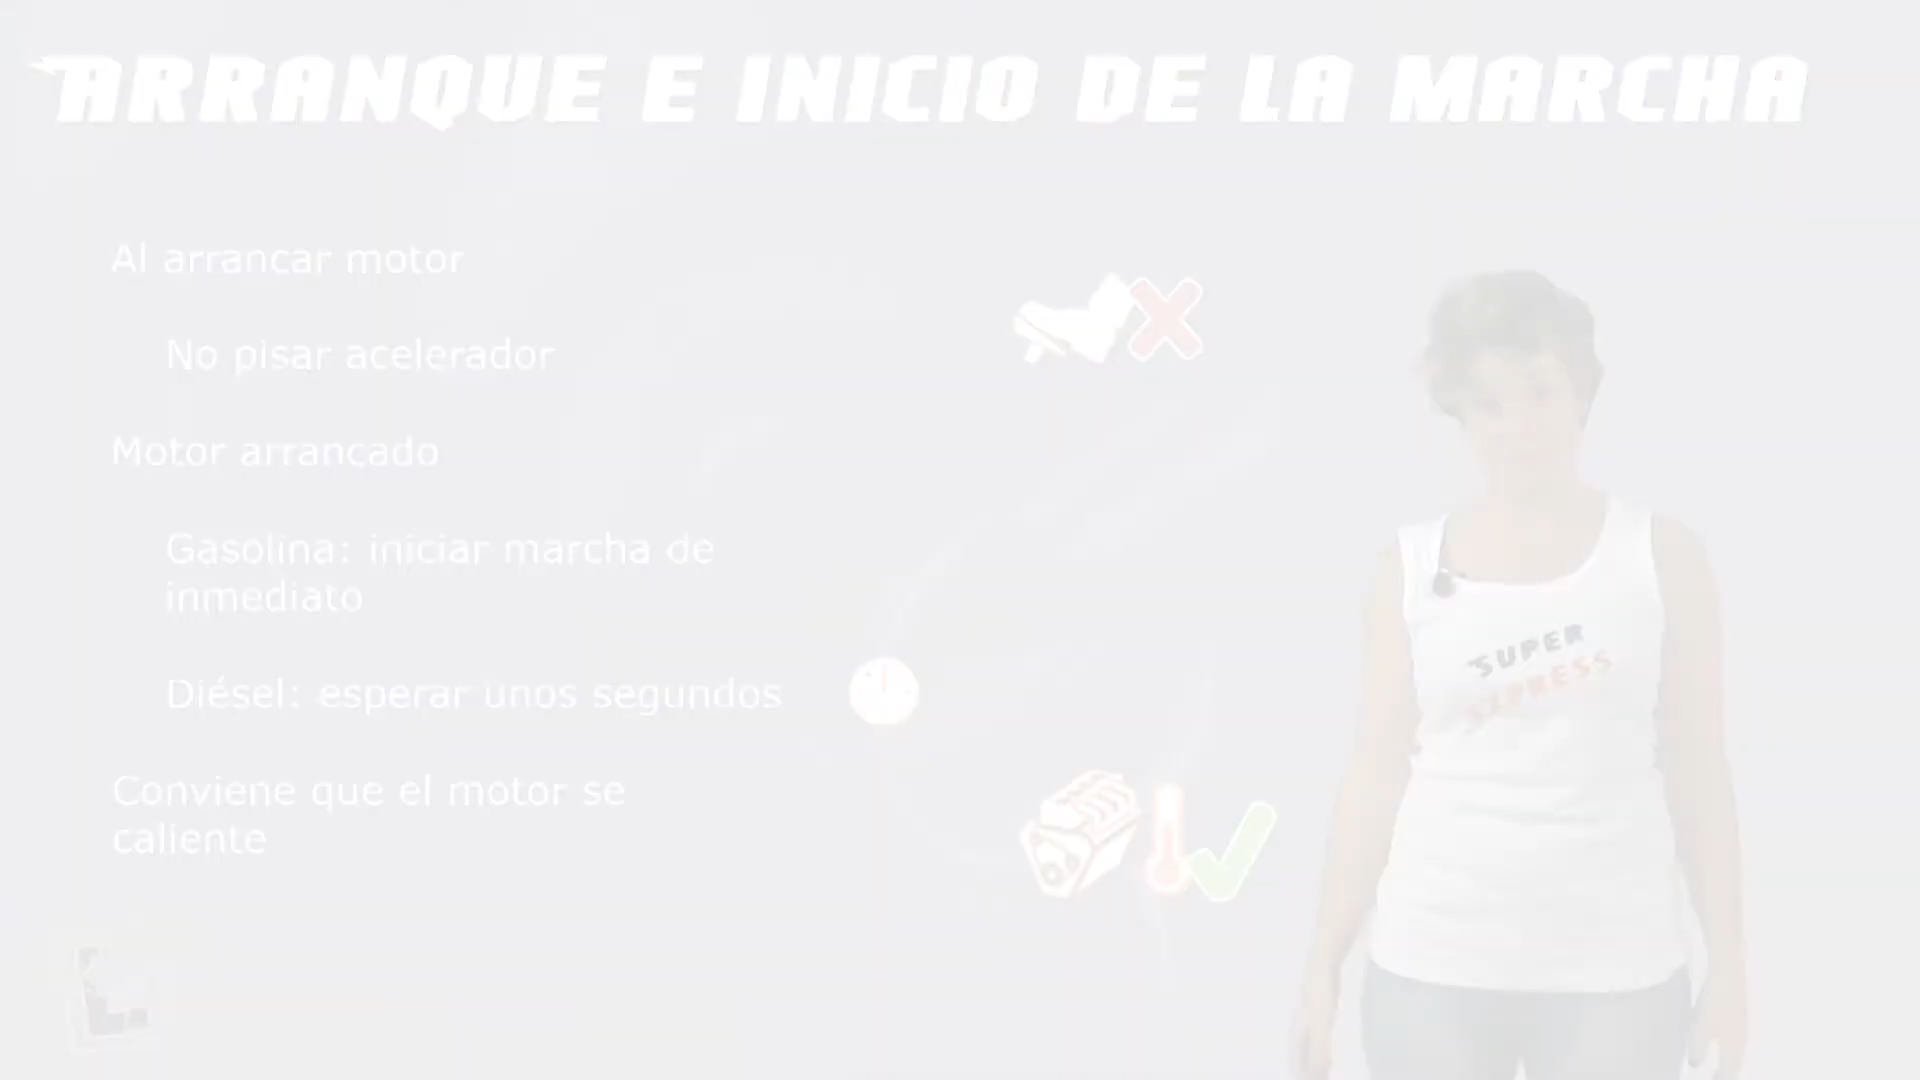 ARRANQUE E INICIO DE LA MARCHA
Al arrancar motor
No pisar acelerador
Motor arrancado
Gasolina: iniciar marcha de
inmediato
Diésel: esperar unos segundos
Conviene que el motor se
caliente
SUPER
EXPRESS